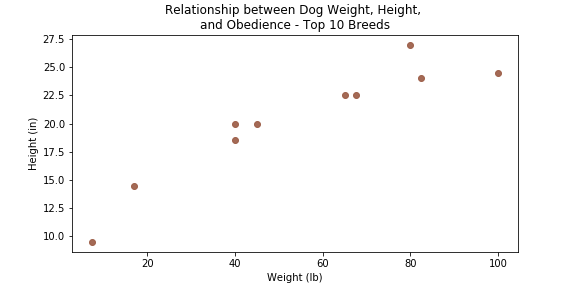 Relationship between Dog Weight, Height,
and Obedience - Top 10 Breeds
27.5
25.0
22.5
20.0
17.5
15.0
12.5
10.0
Height (in)
20 40 60 80 100
Weight (lb)